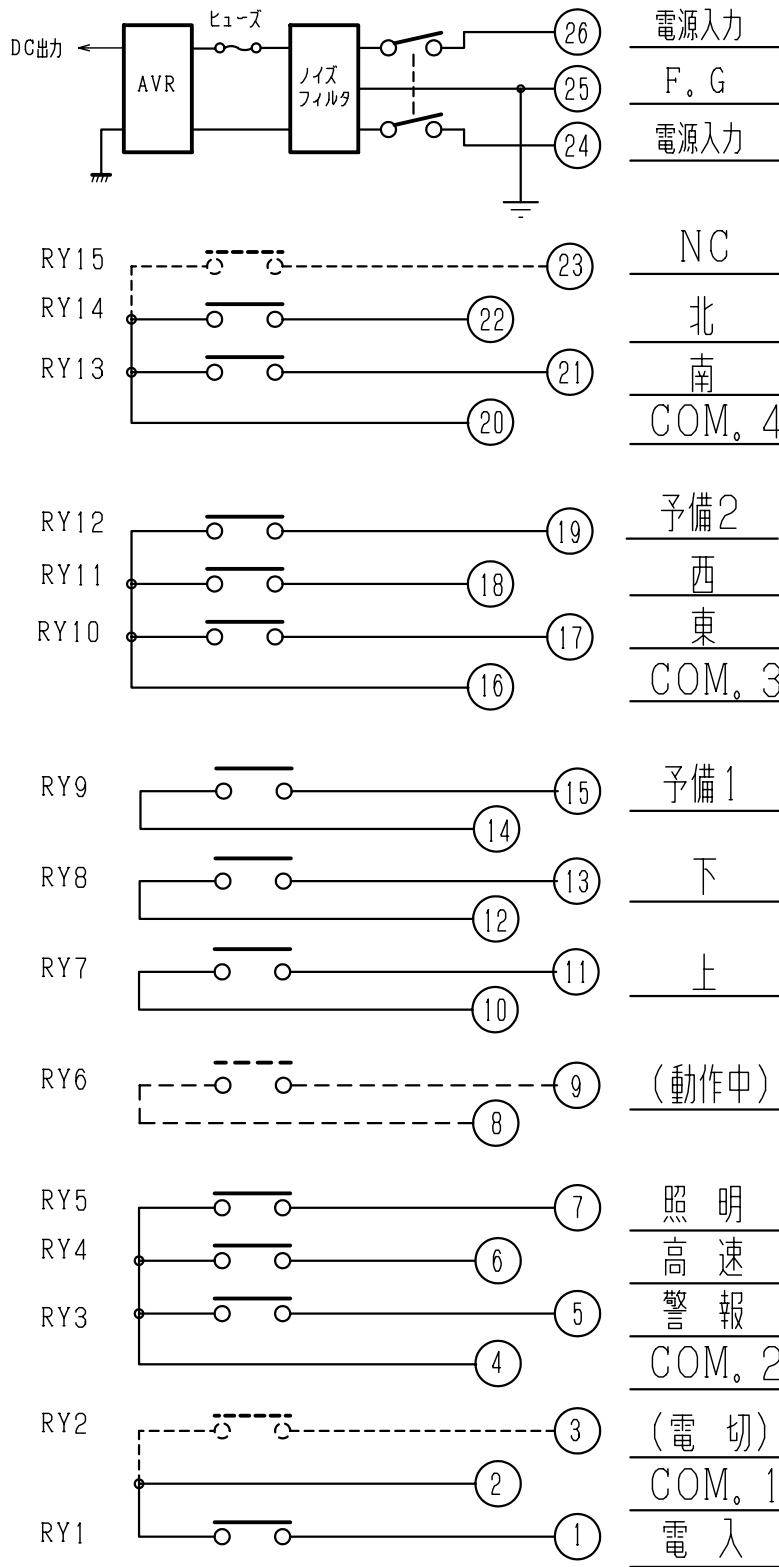 ヒューズ
DC出力
AVR
ノイズ
フィルタ
26 電源入力
25 F。G
24 電源入力
RY15 23 NC
RY14 22 北
RY13 21 南
20 COM。4
RY12 19 予備2
RY11 18 西
RY10 17 東
16 COM。3
RY9 15 予備1
14
RY8 13 下
12
RY7 11 上
10
RY6 9 (動作中)
8
RY5 7 照 明
RY4 6 高 速
RY3 5 警 報
4 COM。2
RY2 3 (電 切)
2 COM。1
RY1 1 電 入